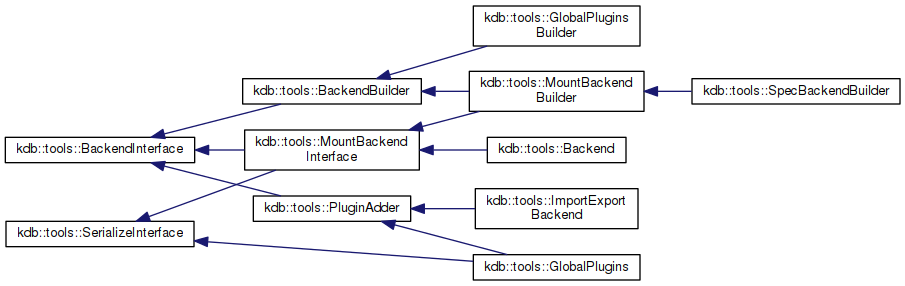 kdb::tools::GlobalPlugins
Builder
kdb::tools::BackendBuilder
kdb::tools::MountBackend
Builder
kdb::tools::SpecBackendBuilder
kdb::tools::BackendInterface
kdb::tools::MountBackend
Interface
kdb::tools::Backend
kdb::tools::PluginAdder
kdb::tools::ImportExport
Backend
kdb::tools::SerializeInterface
kdb::tools::GlobalPlugins